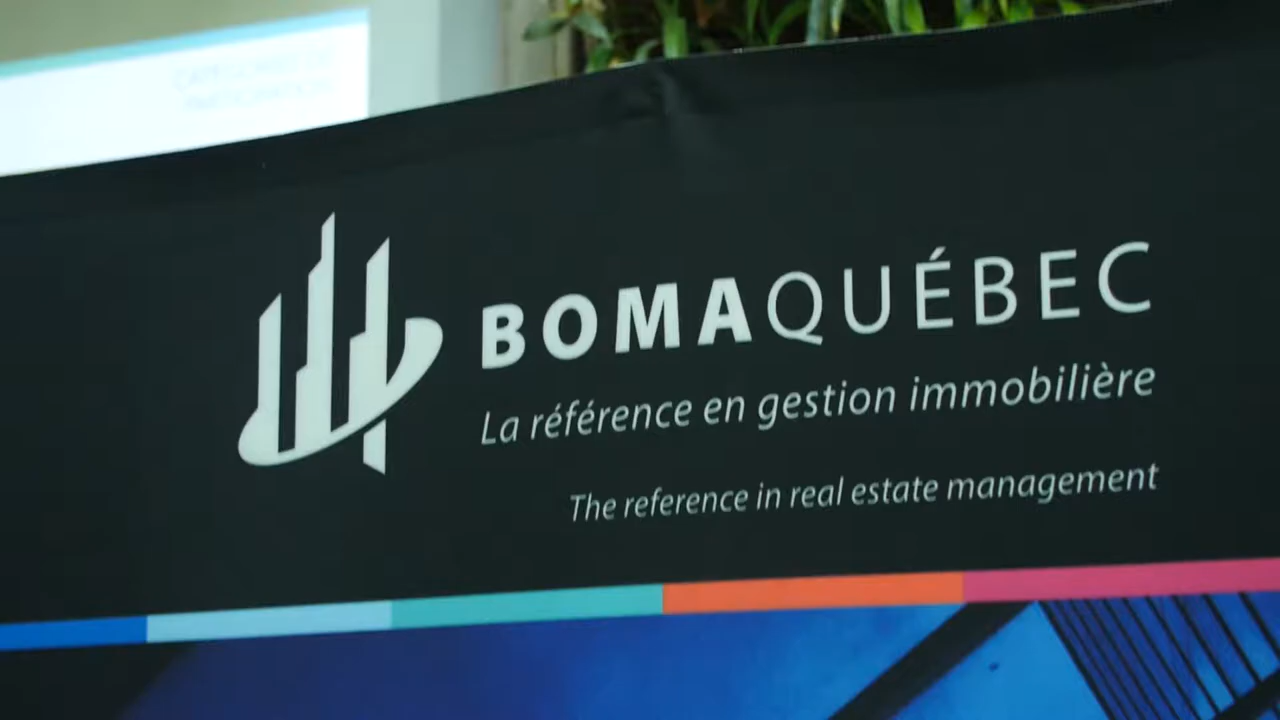 BOMAQUÉBEC
La référence en gestion immobilière
The reference in real estate management